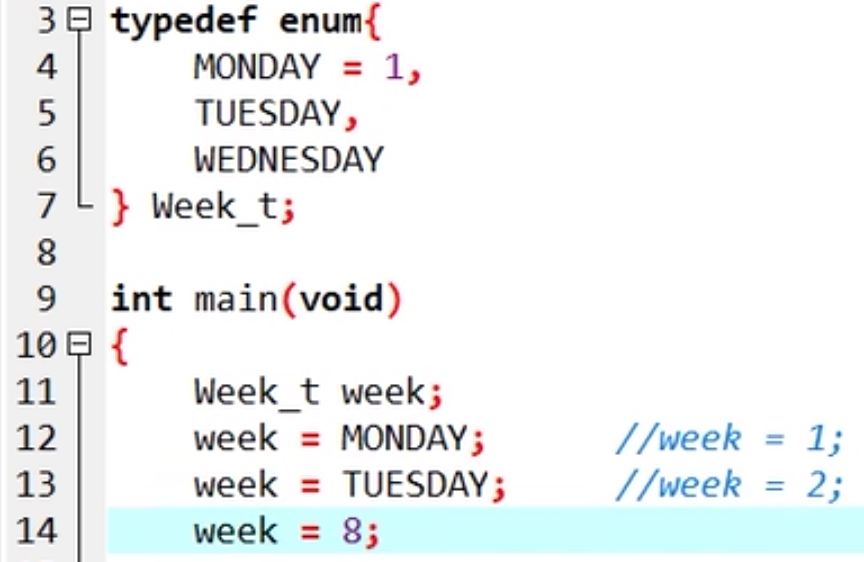 3 typedef enum{
4 MONDAY = 1,
5 TUESDAY,
6 WEDNESDAY
7 } Week_t;
8
9 int main(void)
10 {
11 Week_t week;
12 week = MONDAY; //week = 1;
13 week = TUESDAY; //week = 2;
14 week = 8;